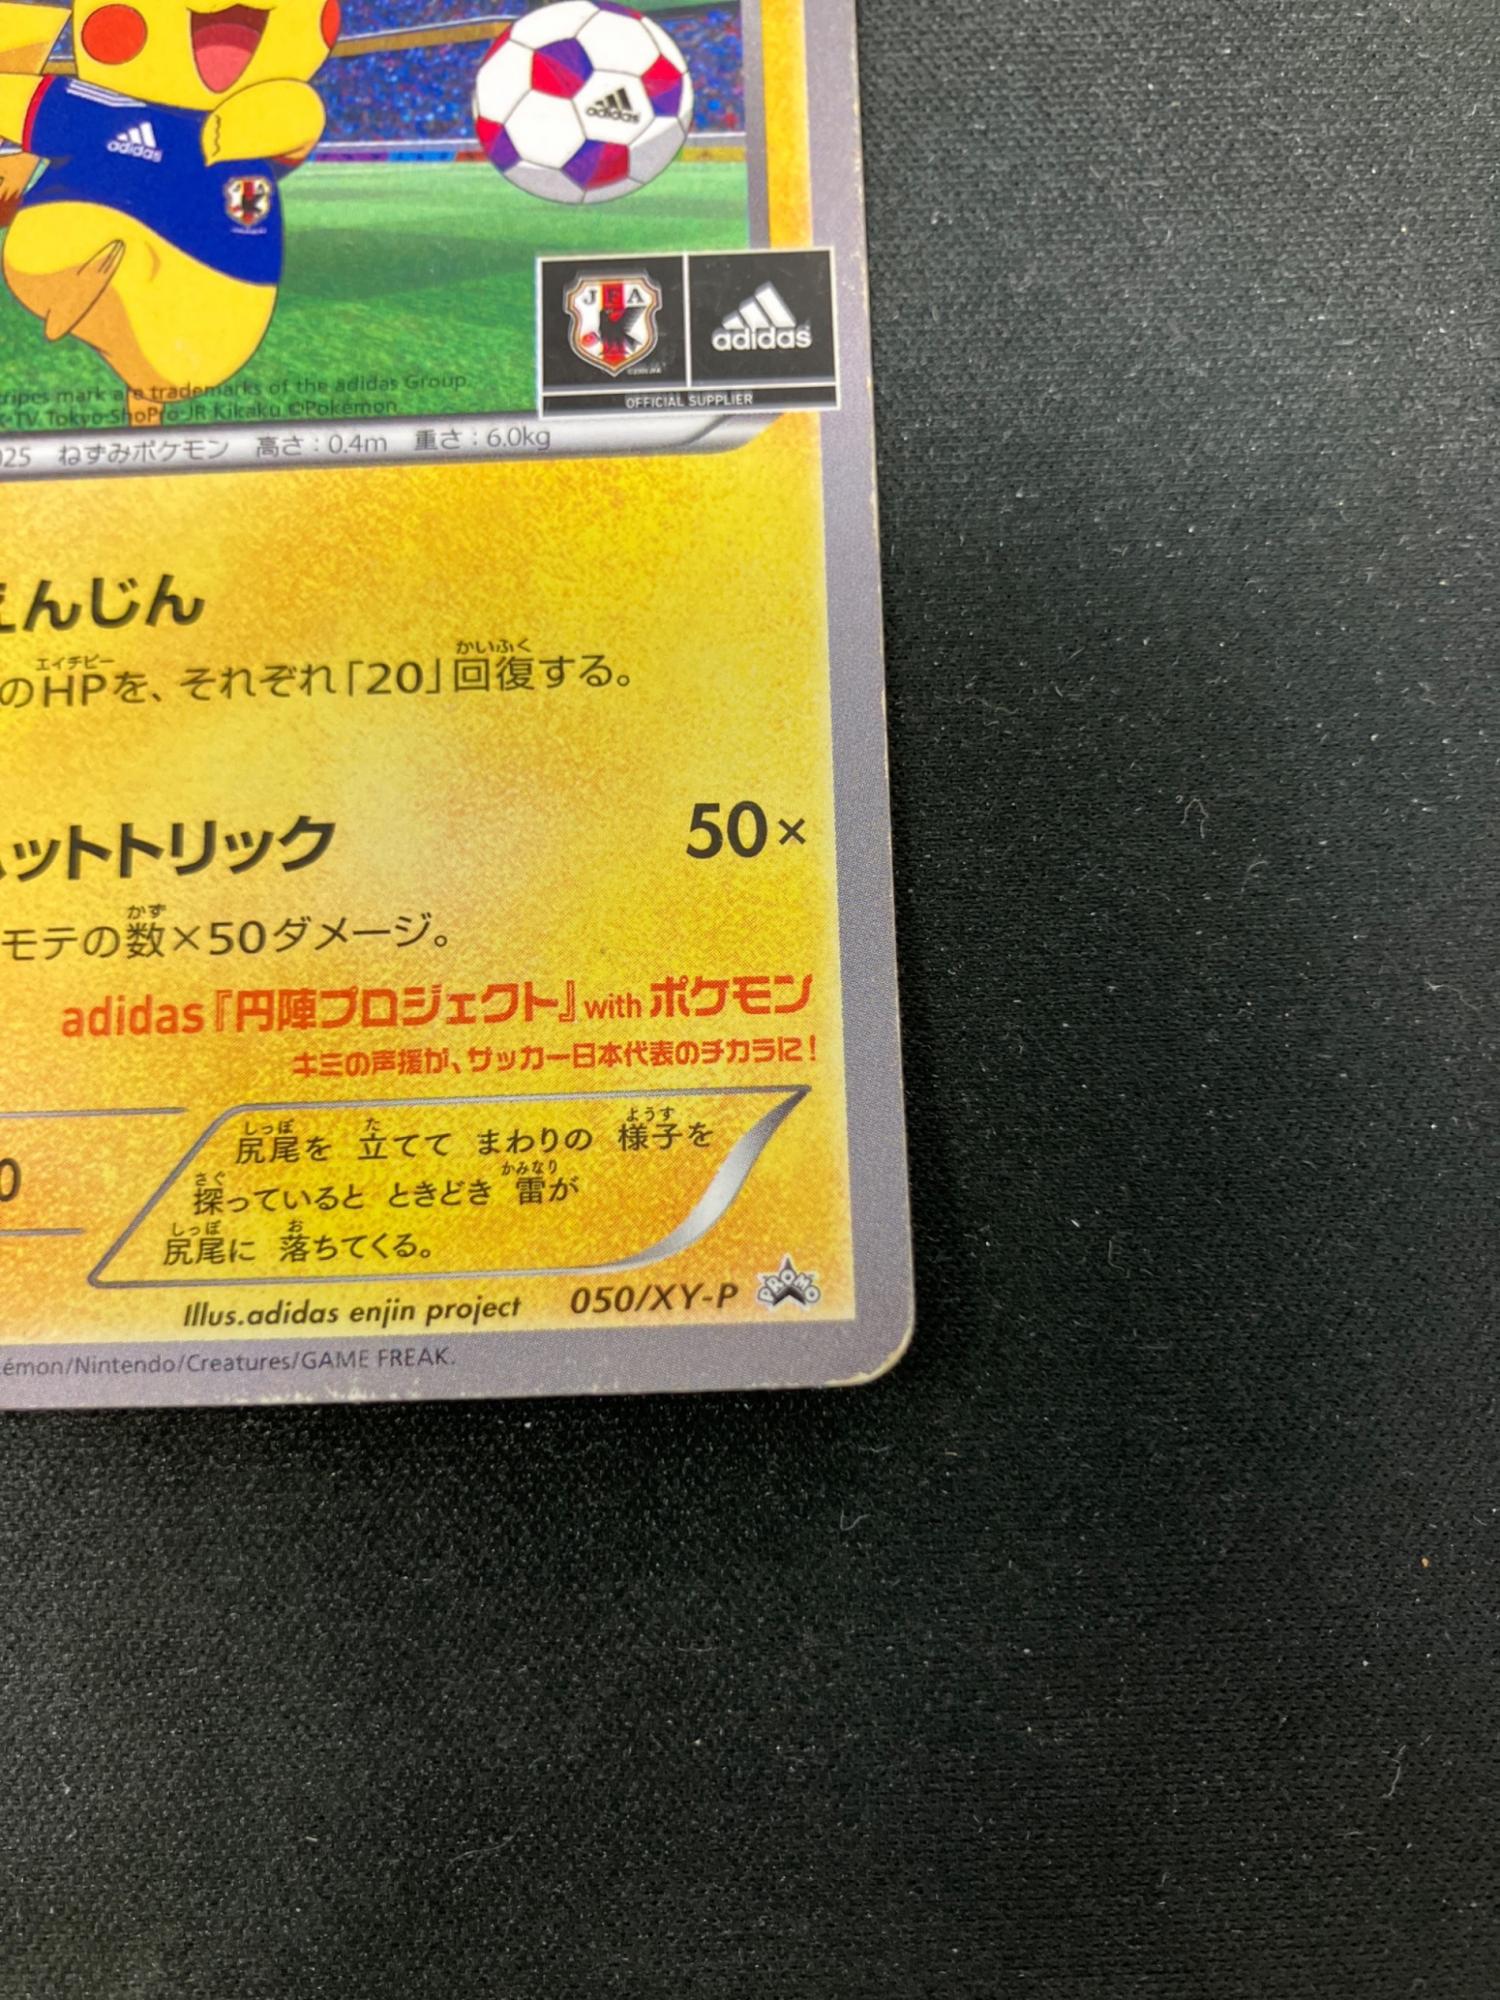 adidas
adidas
JFA
adidas
OFFICIAL SUPPLIER
mark are trademarks of the adidas Group.
TV Tokyo·ShoPro·JR Kikaku ©Pokémon
025 ねずみポケモン 高さ：0.4m 重さ：6.0kg
えんじん
エイチピー かいふく
のHPを、それぞれ「20」回復する。
ットトリック 50×
かず
モテの数×50ダメージ。
adidas『円陣プロジェクト』with ポケモン
キミの声援が、サッカー日本代表のチカラに！
しっぽ た ようす
尻尾を 立てて まわりの 様子を
さぐ かみなり
探っていると ときどき 雷が
しっぽ お
尻尾に 落ちてくる。
0
Illus.adidas enjin project 050/XY-P PROMO
émon/Nintendo/Creatures/GAME FREAK.